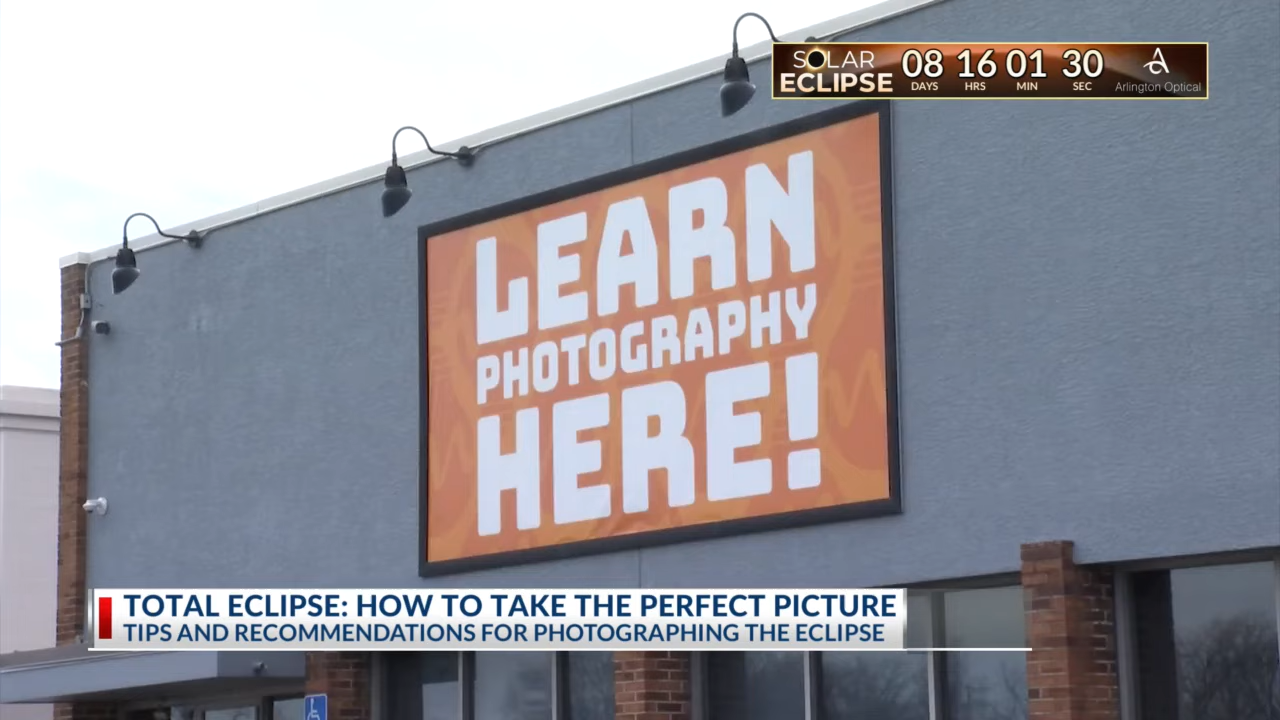 SOLAR
ECLIPSE
08 16 01 30
DAYS HRS MIN SEC
Arlington Optical
LEARN
PHOTOGRAPHY
HERE!
TOTAL ECLIPSE: HOW TO TAKE THE PERFECT PICTURE
TIPS AND RECOMMENDATIONS FOR PHOTOGRAPHING THE ECLIPSE